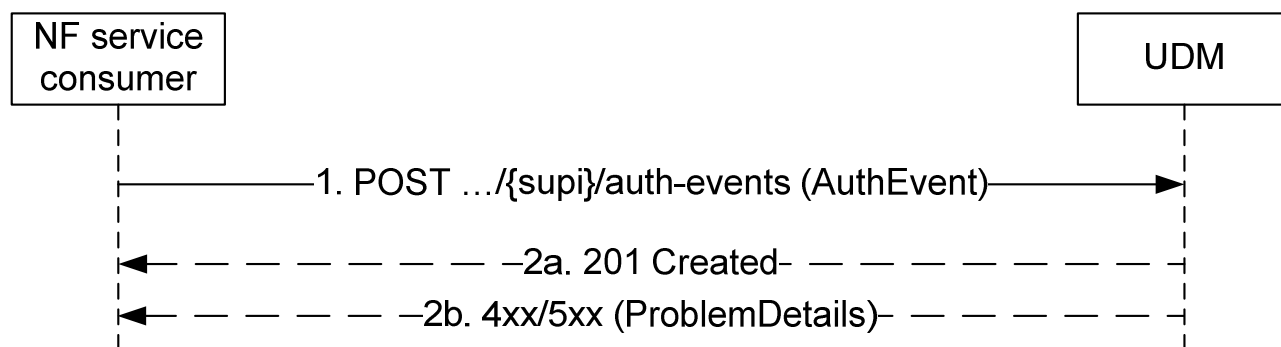 NF service
consumer
UDM
1. POST …/{supi}/auth-events (AuthEvent)
2a. 201 Created
2b. 4xx/5xx (ProblemDetails)